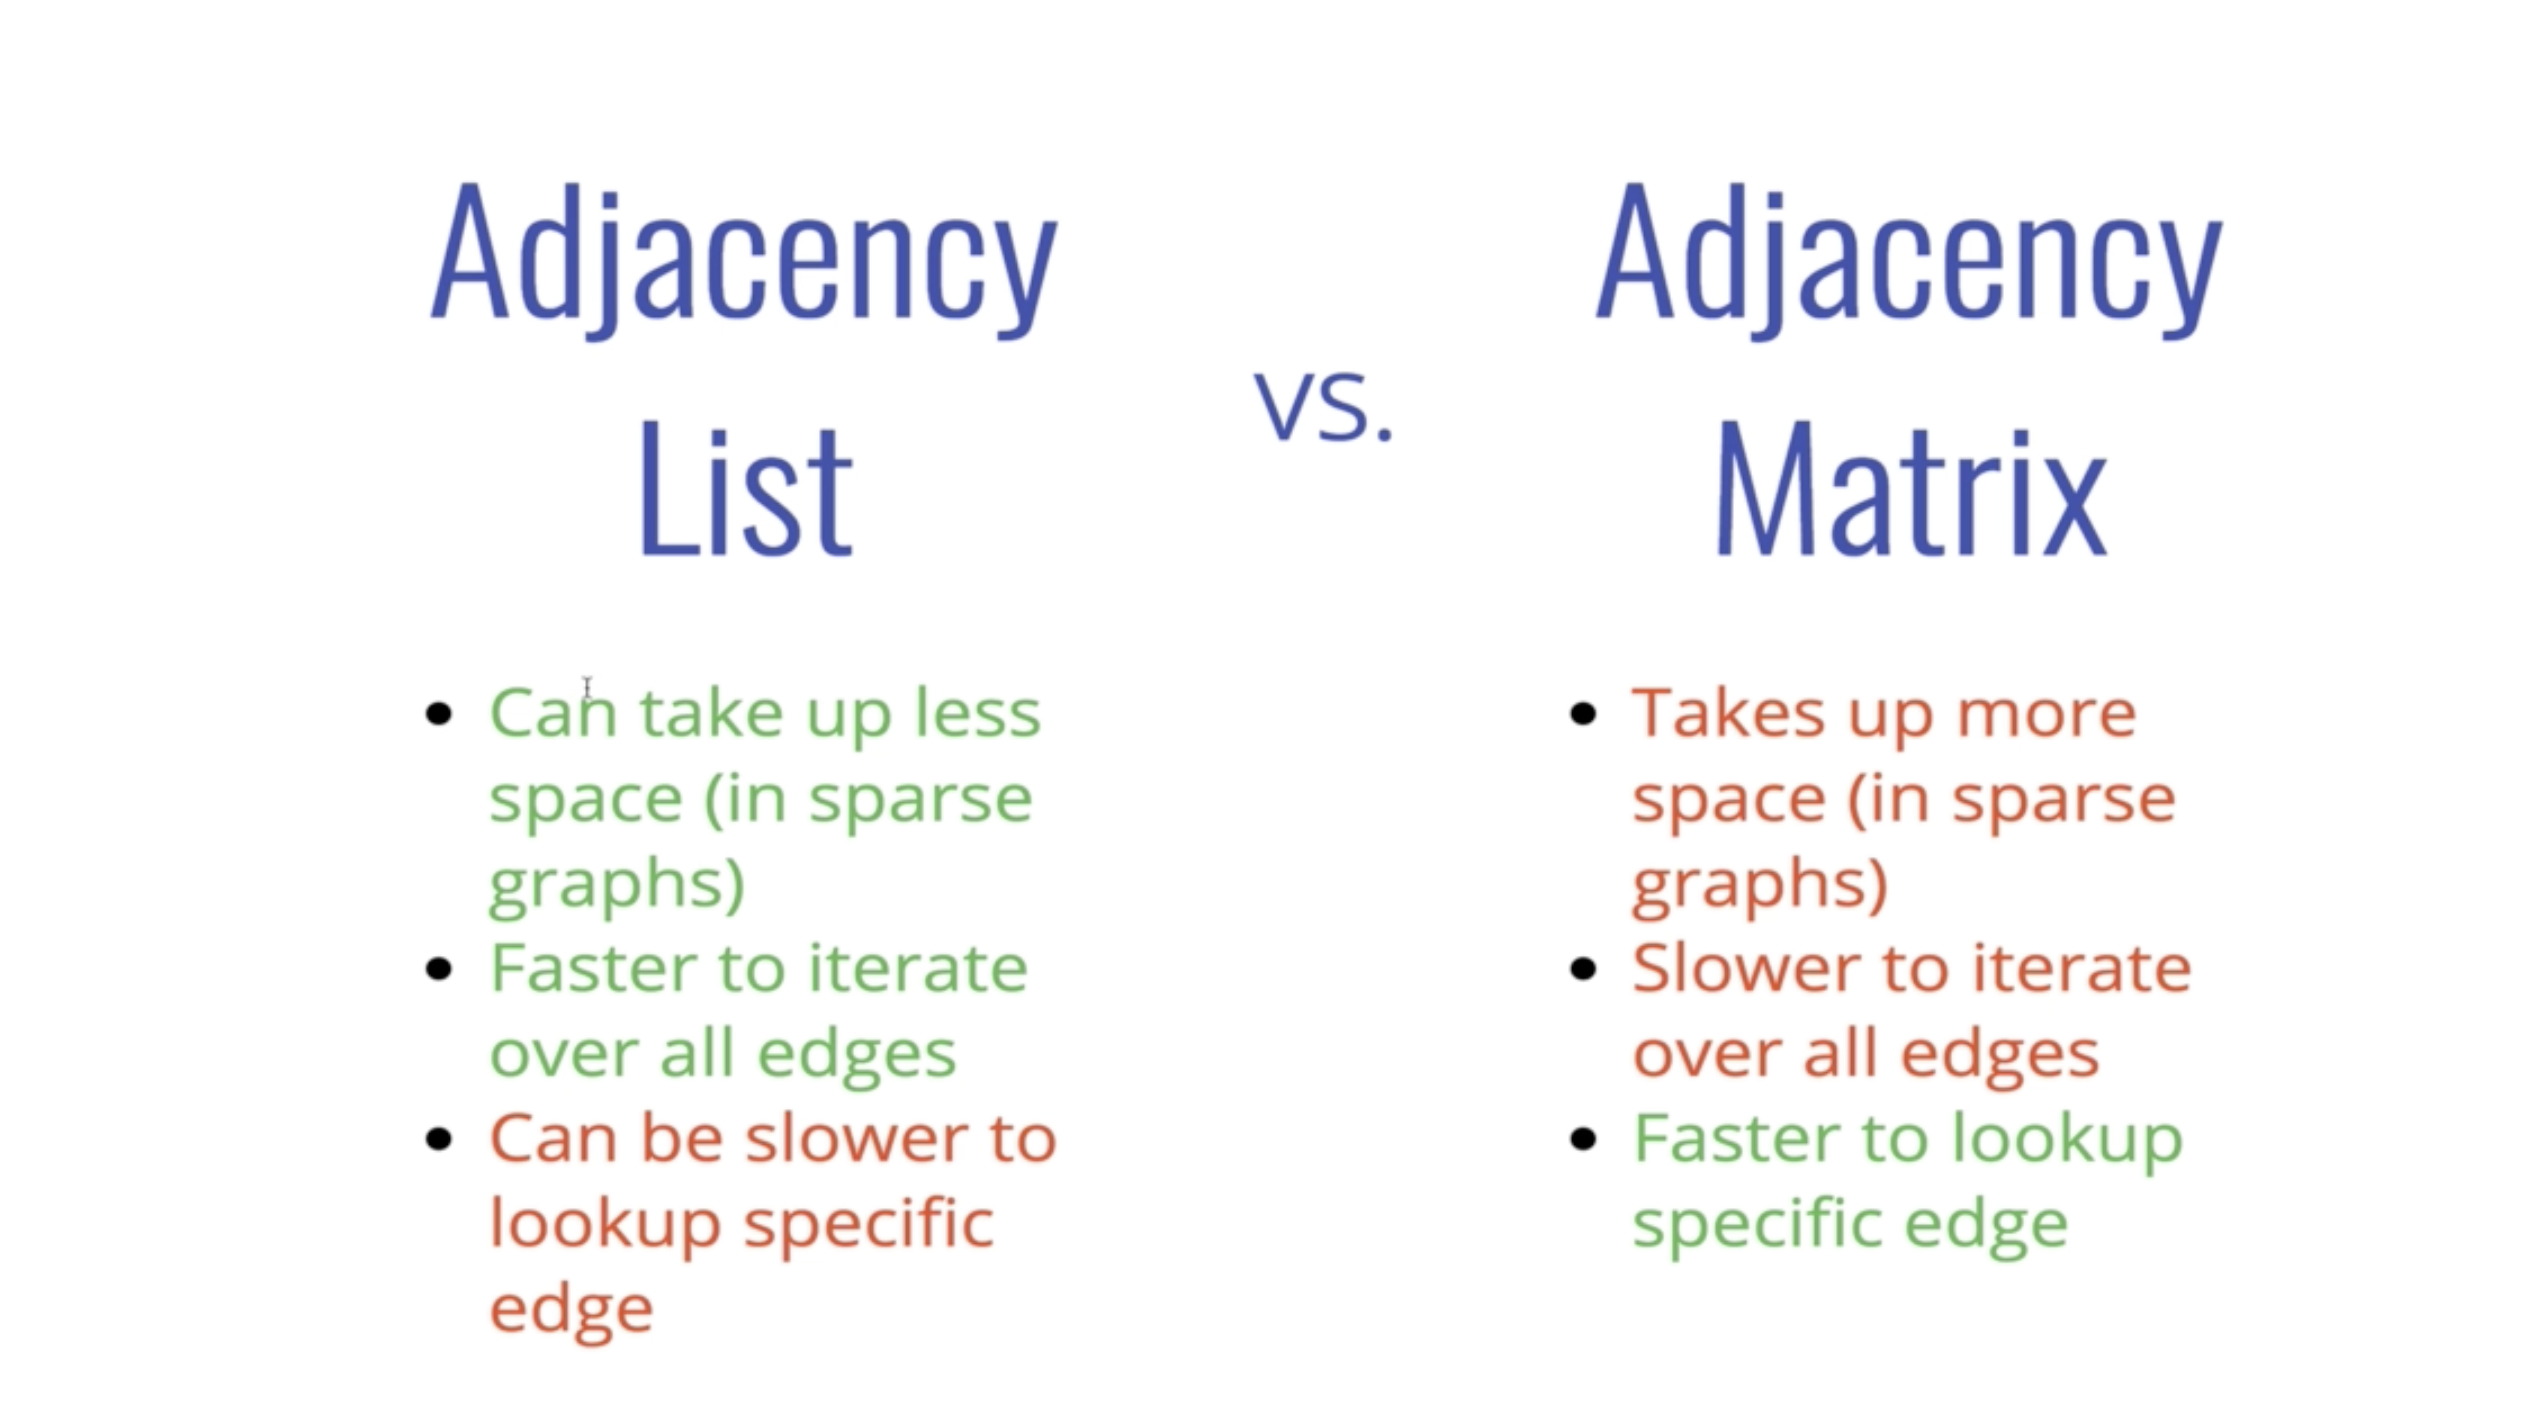 Adjacency
List
vs.
Adjacency
Matrix
• Can take up less
space (in sparse
graphs)
• Faster to iterate
over all edges
• Can be slower to
lookup specific
edge
• Takes up more
space (in sparse
graphs)
• Slower to iterate
over all edges
• Faster to lookup
specific edge